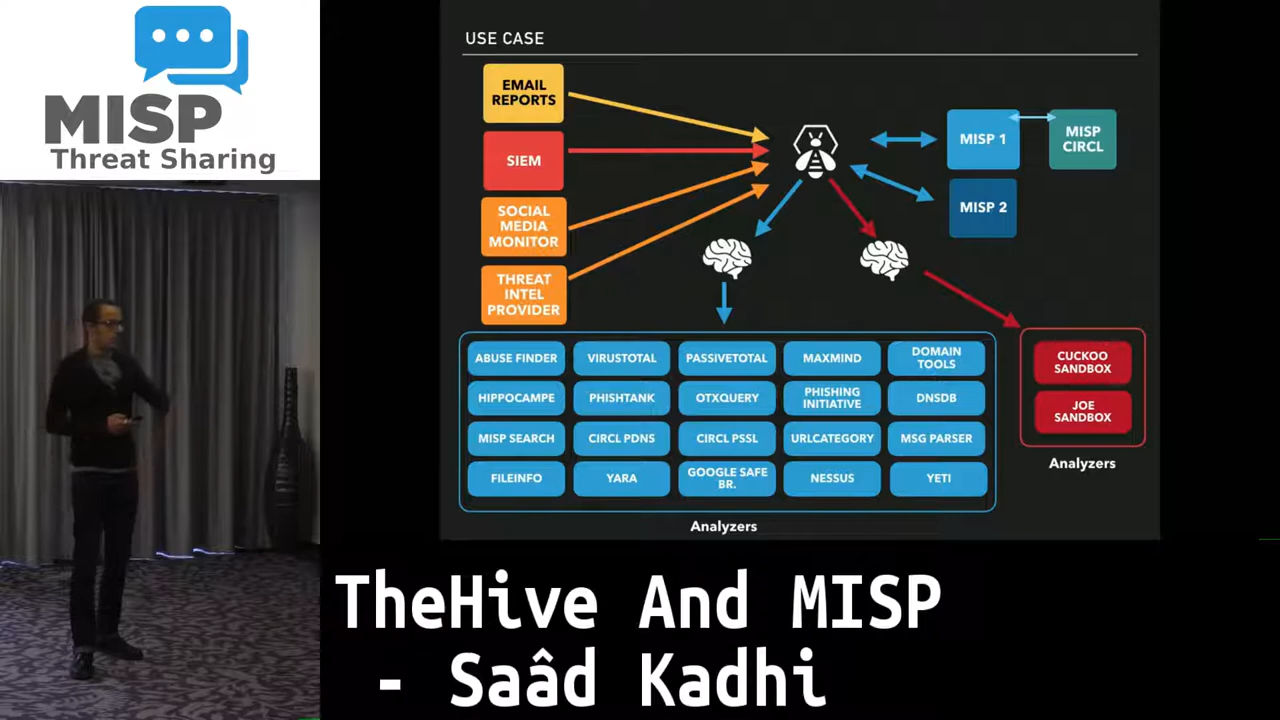 MISP
Threat Sharing
USE CASE
EMAIL
REPORTS
SIEM
SOCIAL
MEDIA
MONITOR
THREAT
INTEL
PROVIDER
MISP 1
MISP
CIRCL
MISP 2
ABUSE FINDER
VIRUSTOTAL
PASSIVETOTAL
MAXMIND
DOMAIN
TOOLS
HIPPOCAMPE
PHISHTANK
OTXQUERY
PHISHING
INITIATIVE
DNSDB
MISP SEARCH
CIRCL PDNS
CIRCL PSSL
URLCATEGORY
MSG PARSER
FILEINFO
YARA
GOOGLE SAFE
BR.
NESSUS
YETI
Analyzers
CUCKOO
SANDBOX
JOE
SANDBOX
Analyzers
TheHive And MISP
- Saâd Kadhi